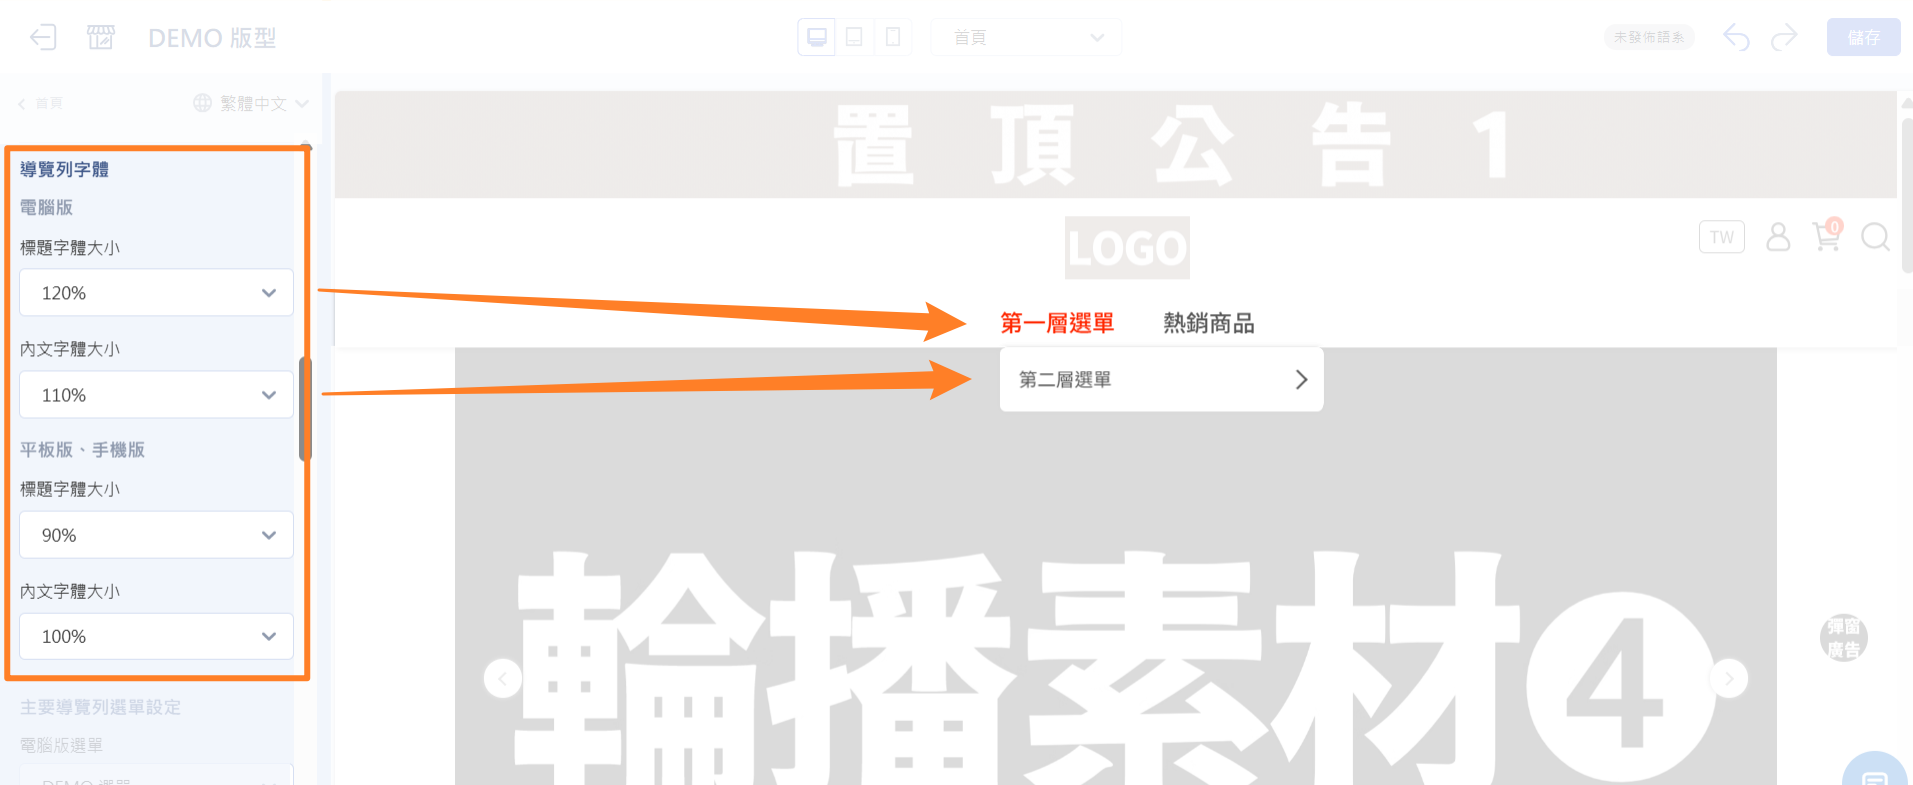 DEMO 版型
首頁
未發佈語系
儲存
首頁
繁體中文
導覽列字體
電腦版
標題字體大小
120%
內文字體大小
110%
平板版、手機版
標題字體大小
90%
內文字體大小
100%
主要導覽列選單設定
電腦版選單
DEMO 選單
置頂公告1
LOGO
TW
0
第一層選單
熱銷商品
第二層選單
輪播素材4
彈窗
廣告